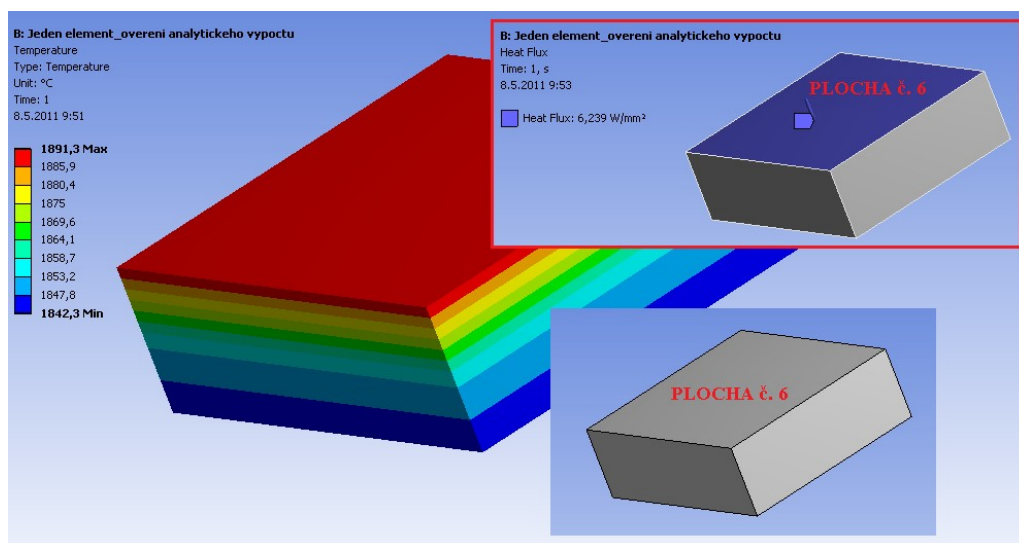 B: Jeden element_overeni analytickeho vypoctu
Temperature
Type: Temperature
Unit: °C
Time: 1
8.5.2011 9:51
1891,3 Max
1885,9
1880,4
1875
1869,6
1864,1
1858,7
1853,2
1847,8
1842,3 Min
B: Jeden element_overeni analytickeho vypoctu
Heat Flux
Time: 1, s
8.5.2011 9:53
Heat Flux: 6,239 W/mm²
PLOCHA č. 6
PLOCHA č. 6